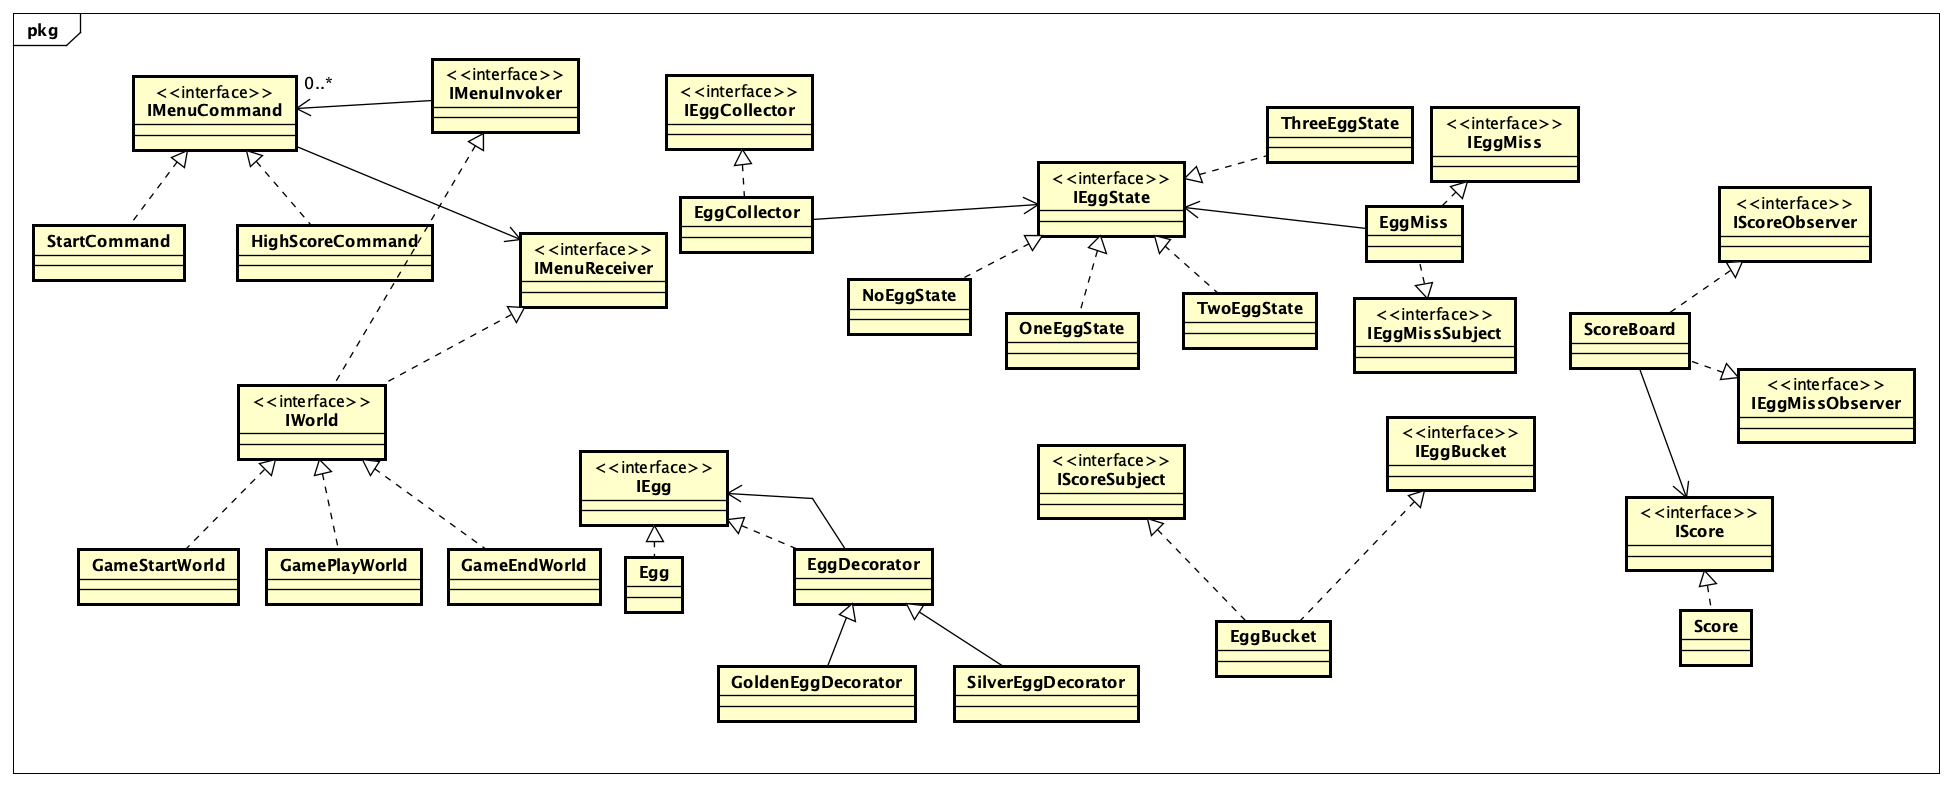 pkg
<<interface>>
IMenuCommand
0..*
<<interface>>
IMenuInvoker
<<interface>>
IEggCollector
ThreeEggState
<<interface>>
IEggMiss
<<interface>>
IEggState
EggCollector
EggMiss
<<interface>>
IScoreObserver
StartCommand
HighScoreCommand
<<interface>>
IMenuReceiver
NoEggState
OneEggState
TwoEggState
<<interface>>
IEggMissSubject
ScoreBoard
<<interface>>
IEggMissObserver
<<interface>>
IWorld
<<interface>>
IEgg
<<interface>>
IScoreSubject
<<interface>>
IEggBucket
<<interface>>
IScore
GameStartWorld
GamePlayWorld
GameEndWorld
Egg
EggDecorator
EggBucket
Score
GoldenEggDecorator
SilverEggDecorator